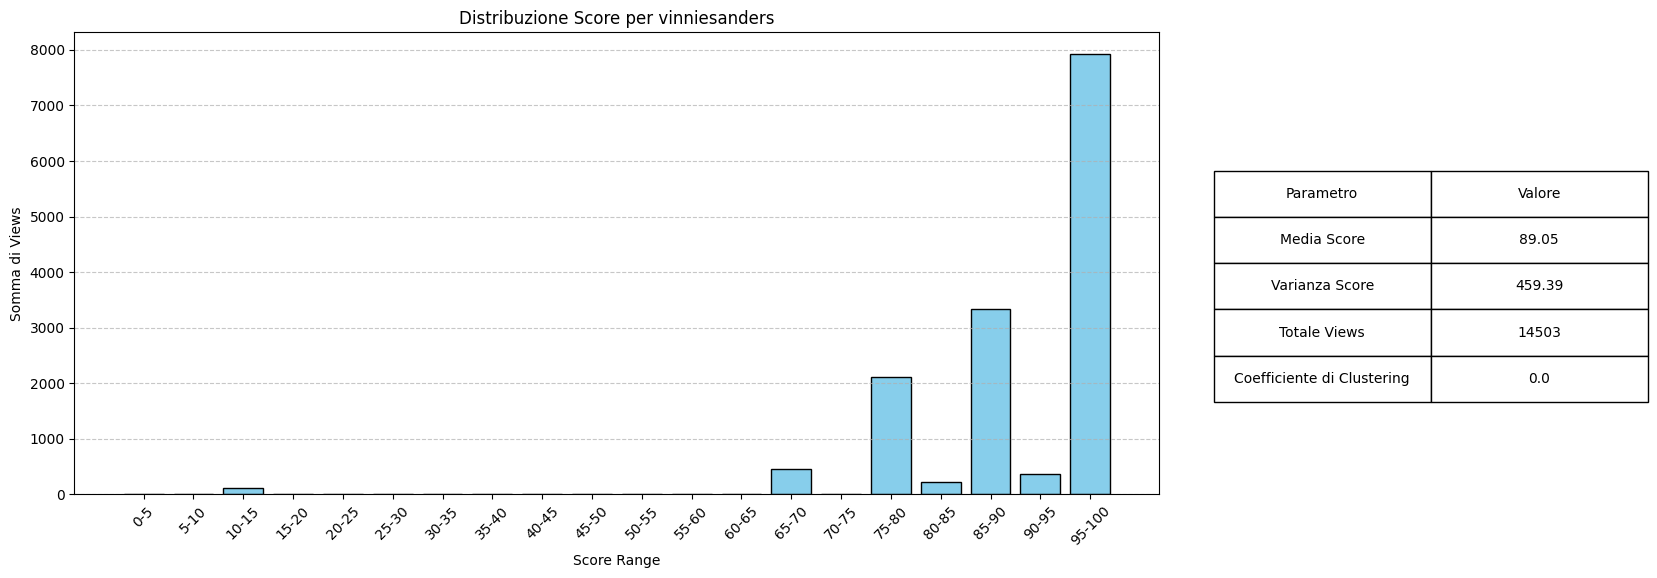 Distribuzione Score per vinniesanders
Somma di Views
8000
7000
6000
5000
4000
3000
2000
1000
0
0-5 5-10 10-15 15-20 20-25 25-30 30-35 35-40 40-45 45-50 50-55 55-60 60-65 65-70 70-75 75-80 80-85 85-90 90-95 95-100
Score Range
Parametro Valore
Media Score 89.05
Varianza Score 459.39
Totale Views 14503
Coefficiente di Clustering 0.0